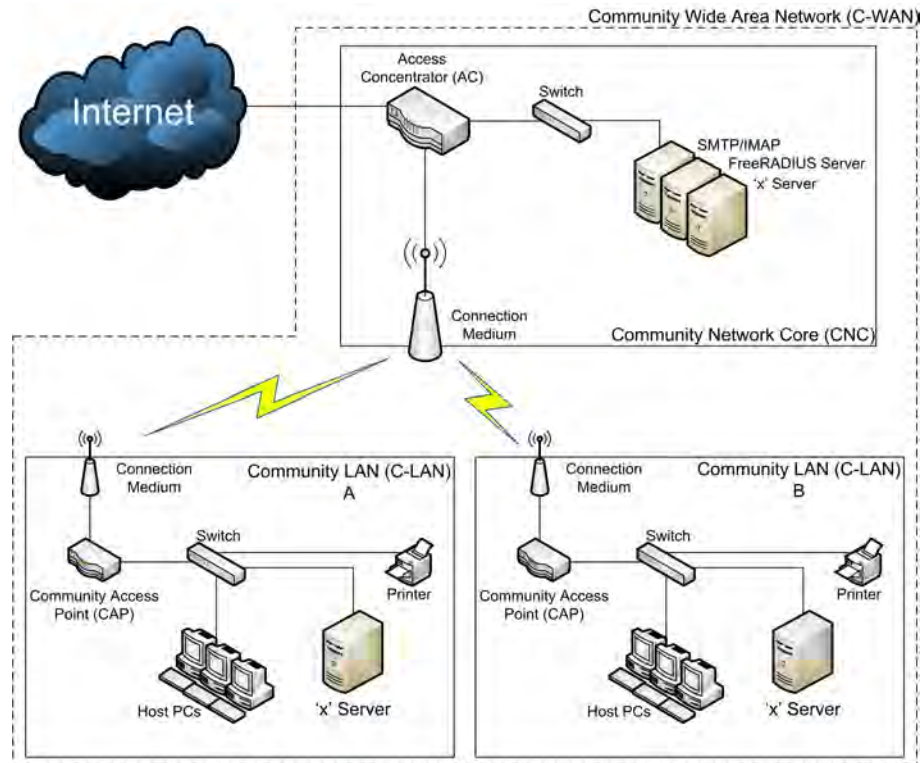 Community Wide Area Network (C-WAN)
Access
Concentrator (AC)
Switch
Internet
SMTP/IMAP
FreeRADIUS Server
'x' Server
Connection
Medium
Community Network Core (CNC)
Connection
Medium
Community LAN (C-LAN)
A
Switch
Community Access
Point (CAP)
Printer
Host PCs
'x' Server
Connection
Medium
Community LAN (C-LAN)
B
Switch
Community Access
Point (CAP)
Printer
Host PCs
'x' Server